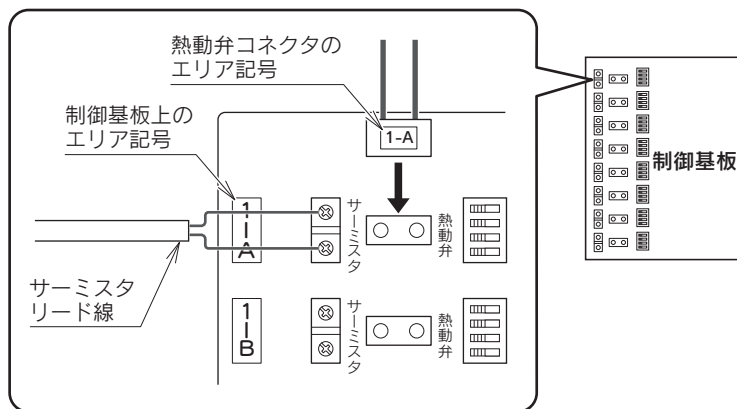 熱動弁コネクタの
エリア記号
制御基板上の
エリア記号
1-A
制御基板
1-A
サーミスタ
熱動弁
サーミスタ
リード線
1-B
サーミスタ
熱動弁